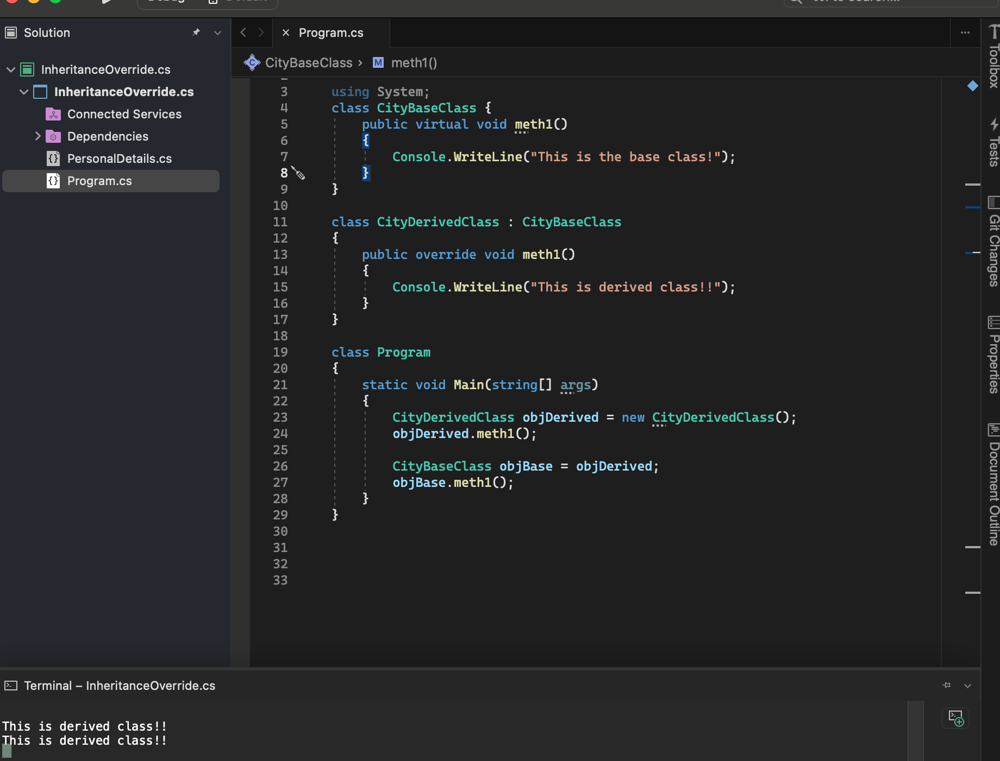 Solution
InheritanceOverride.cs
InheritanceOverride.cs
Connected Services
Dependencies
PersonalDetails.cs
Program.cs
Program.cs
CityBaseClass › M meth1()
3 using System;
4 class CityBaseClass {
5 public virtual void meth1()
6 {
7 Console.WriteLine("This is the base class!");
8 }
9 }
10
11 class CityDerivedClass : CityBaseClass
12 {
13 public override void meth1()
14 {
15 Console.WriteLine("This is derived class!!");
16 }
17 }
18
19 class Program
20 {
21 static void Main(string[] args)
22 {
23 CityDerivedClass objDerived = new CityDerivedClass();
24 objDerived.meth1();
25
26 CityBaseClass objBase = objDerived;
27 objBase.meth1();
28 }
29 }
30
31
32
33
Toolbox
Tests
Git Changes
Properties
Document Outline
Terminal – InheritanceOverride.cs
This is derived class!!
This is derived class!!